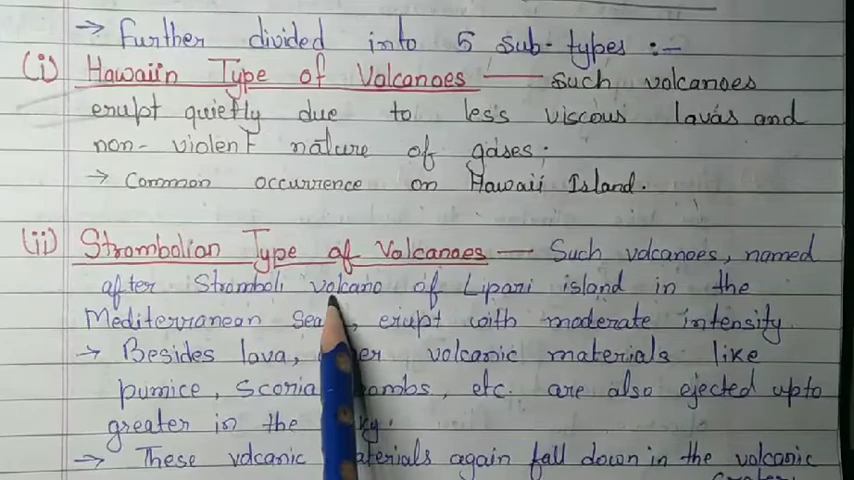 → Further divided into 5 sub-types :-
(i) Hawaiin Type of Volcanoes — such volcanoes
erupt quietly due to less viscous lavas and
non-violent nature of gases.
→ Common occurrence on Hawaii Island.
(ii) Strombolian Type of Volcanoes — Such volcanoes, named
after Stromboli volcano of Lipari island in the
Mediterranean Sea, erupt with moderate intensity
→ Besides lava, volcanic materials like
pumice, Scoria, etc. are also ejected upto
greater in the
→ These volcanic again fall down in the volcanic